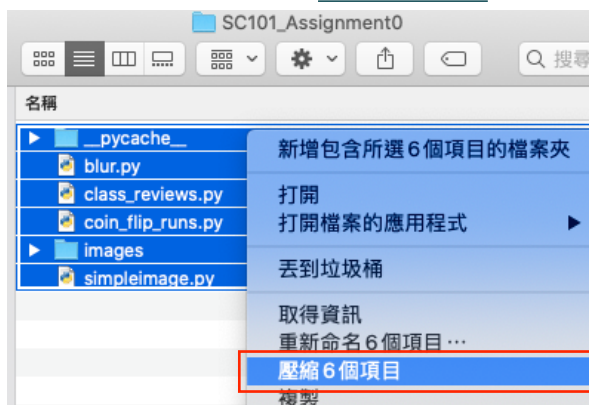 SC101_Assignment0
搜尋
名稱
__pycache__
blur.py
class_reviews.py
coin_flip_runs.py
images
simpleimage.py
新增包含所選6個項目的檔案夾
打開
打開檔案的應用程式
丟到垃圾桶
取得資訊
重新命名6個項目⋯
壓縮6個項目
複製